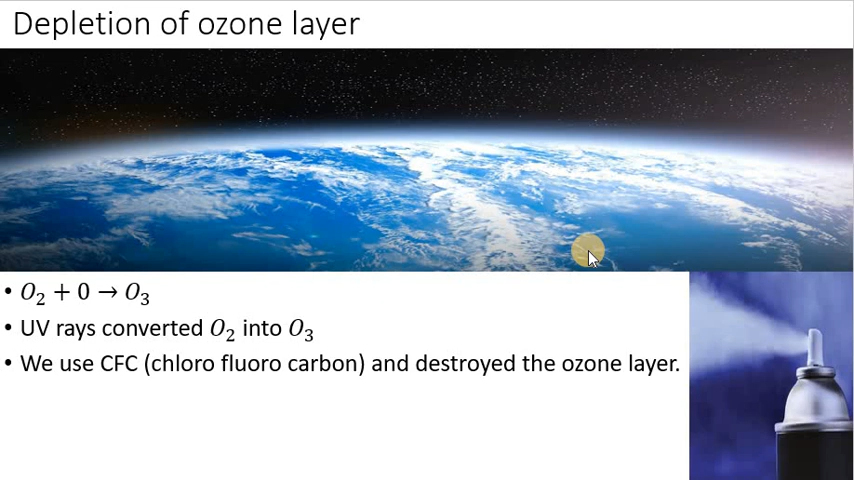 Depletion of ozone layer
• 𝑂₂ + 0 → 𝑂₃
• UV rays converted 𝑂₂ into 𝑂₃
• We use CFC (chloro fluoro carbon) and destroyed the ozone layer.